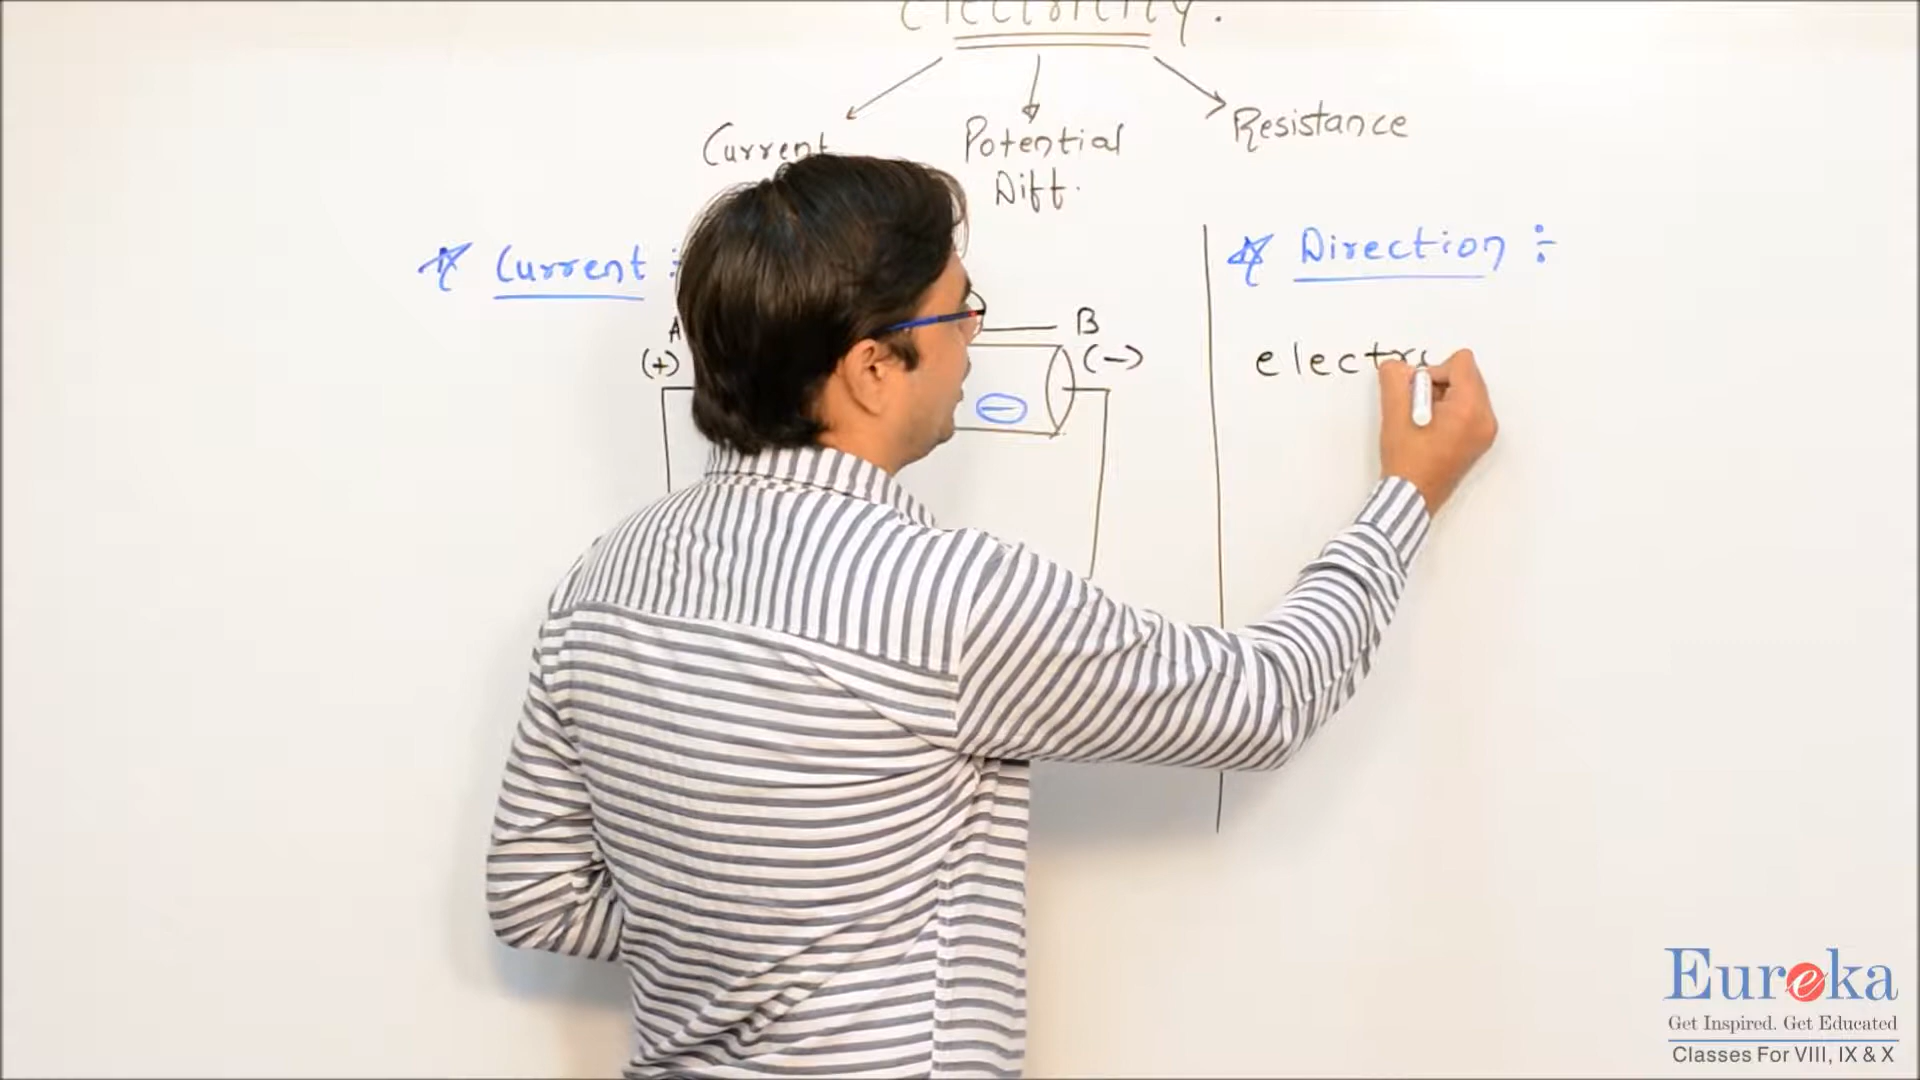 Electricity.
Current
Potential
Diff.
Resistance
Current :
Direction :
A
B
(+)
(-)
electr
Eureka
Get Inspired. Get Educated
Classes For VIII, IX & X